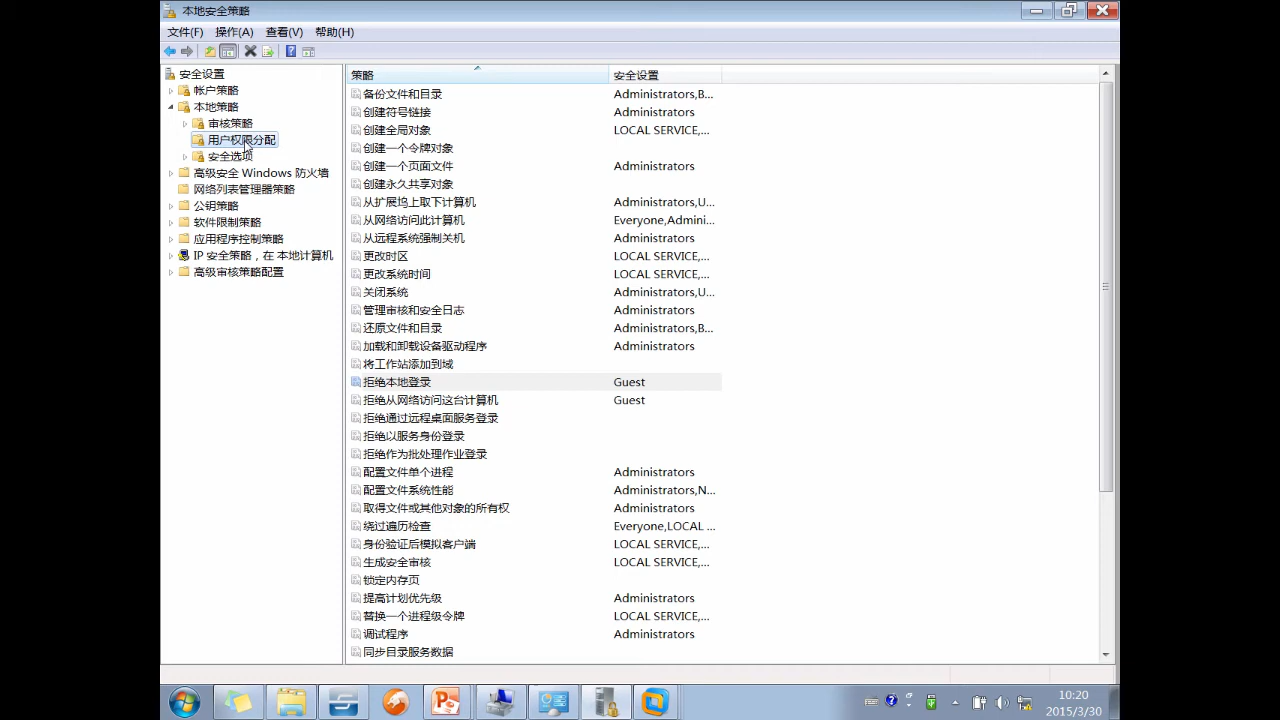 本地安全策略
文件(F) 操作(A) 查看(V) 帮助(H)
安全设置
帐户策略
本地策略
审核策略
用户权限分配
安全选项
高级安全 Windows 防火墙
网络列表管理器策略
公钥策略
软件限制策略
应用程序控制策略
IP 安全策略，在 本地计算机
高级审核策略配置
策略 安全设置
备份文件和目录 Administrators,B...
创建符号链接 Administrators
创建全局对象 LOCAL SERVICE,...
创建一个令牌对象
创建一个页面文件 Administrators
创建永久共享对象
从扩展坞上取下计算机 Administrators,U...
从网络访问此计算机 Everyone,Admini...
从远程系统强制关机 Administrators
更改时区 LOCAL SERVICE,...
更改系统时间 LOCAL SERVICE,...
关闭系统 Administrators,U...
管理审核和安全日志 Administrators
还原文件和目录 Administrators,B...
加载和卸载设备驱动程序 Administrators
将工作站添加到域
拒绝本地登录 Guest
拒绝从网络访问这台计算机 Guest
拒绝通过远程桌面服务登录
拒绝以服务身份登录
拒绝作为批处理作业登录
配置文件单个进程 Administrators
配置文件系统性能 Administrators,N...
取得文件或其他对象的所有权 Administrators
绕过遍历检查 Everyone,LOCAL ...
身份验证后模拟客户端 LOCAL SERVICE,...
生成安全审核 LOCAL SERVICE,...
锁定内存页
提高计划优先级 Administrators
替换一个进程级令牌 LOCAL SERVICE,...
调试程序 Administrators
同步目录服务数据
10:20
2015/3/30